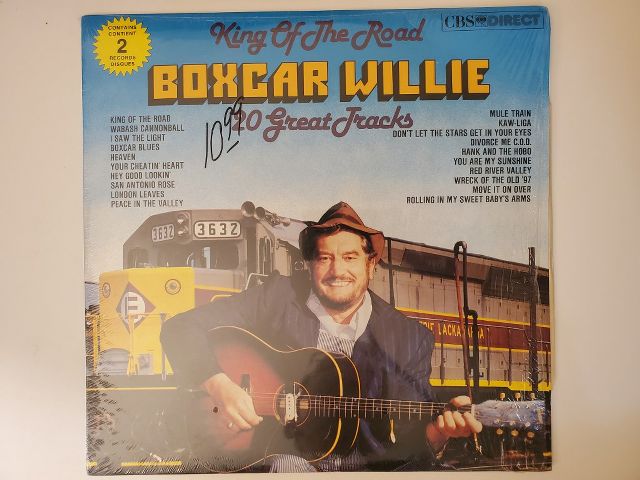 CONTAINS
CONTIENT
2
RECORDS
DISQUES
King Of The Road
CBS DIRECT
BOXCAR WILLIE
20 Great Tracks
10.99
KING OF THE ROAD
WABASH CANNONBALL
I SAW THE LIGHT
BOXCAR BLUES
HEAVEN
YOUR CHEATIN' HEART
HEY GOOD LOOKIN'
SAN ANTONIO ROSE
LONDON LEAVES
PEACE IN THE VALLEY
MULE TRAIN
KAW-LIGA
DON'T LET THE STARS GET IN YOUR EYES
DIVORCE ME C.O.D.
HANK AND THE HOBO
YOU ARE MY SUNSHINE
RED RIVER VALLEY
WRECK OF THE OLD '97
MOVE IT ON OVER
ROLLING IN MY SWEET BABY'S ARMS
3632 3632
E
LACKA